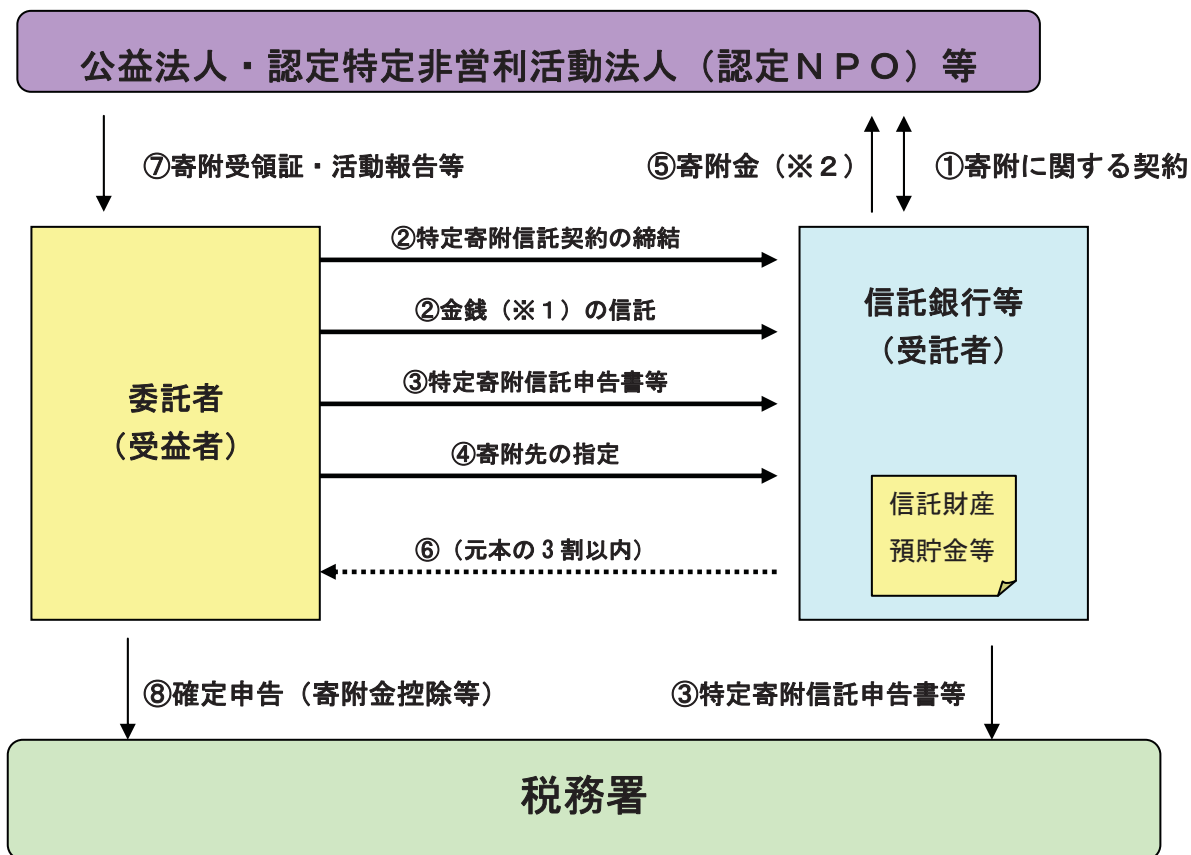 公益法人・認定特定非営利活動法人（認定ＮＰＯ）等
⑦寄附受領証・活動報告等
⑤寄附金（※２）
①寄附に関する契約
②特定寄附信託契約の締結
②金銭（※１）の信託
③特定寄附信託申告書等
④寄附先の指定
⑥（元本の３割以内）
委託者
（受益者）
信託銀行等
（受託者）
信託財産
預貯金等
⑧確定申告（寄附金控除等）
③特定寄附信託申告書等
税務署